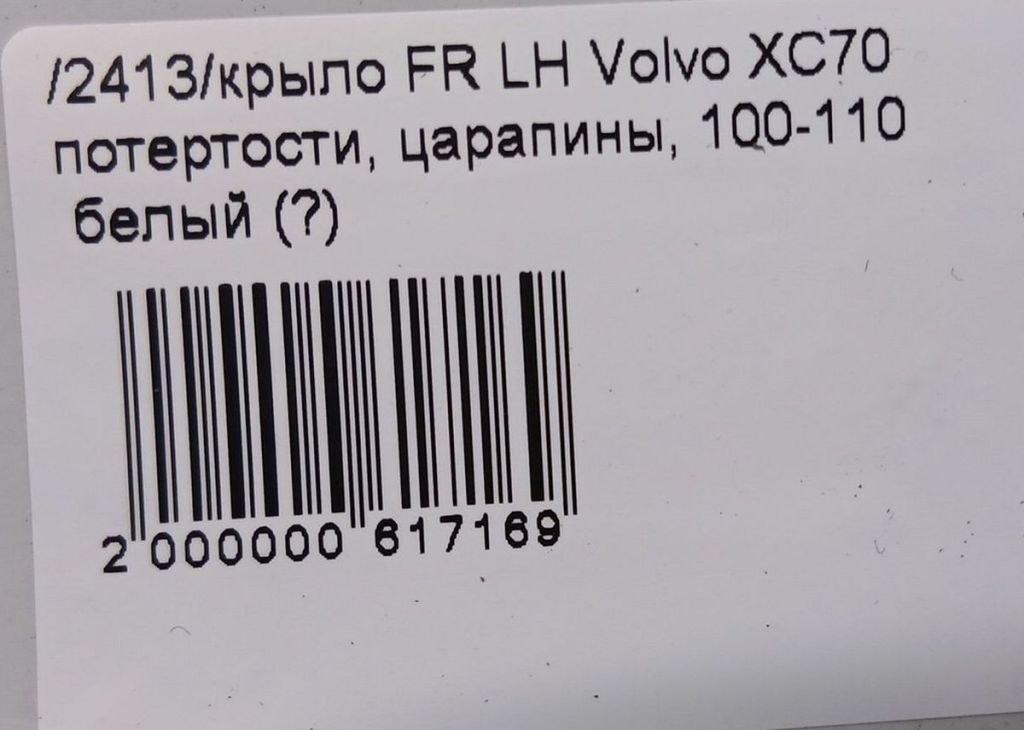 /2413/крыло FR LH Volvo XC70
потертости, царапины, 100-110
белый (?)
2 000000 617169